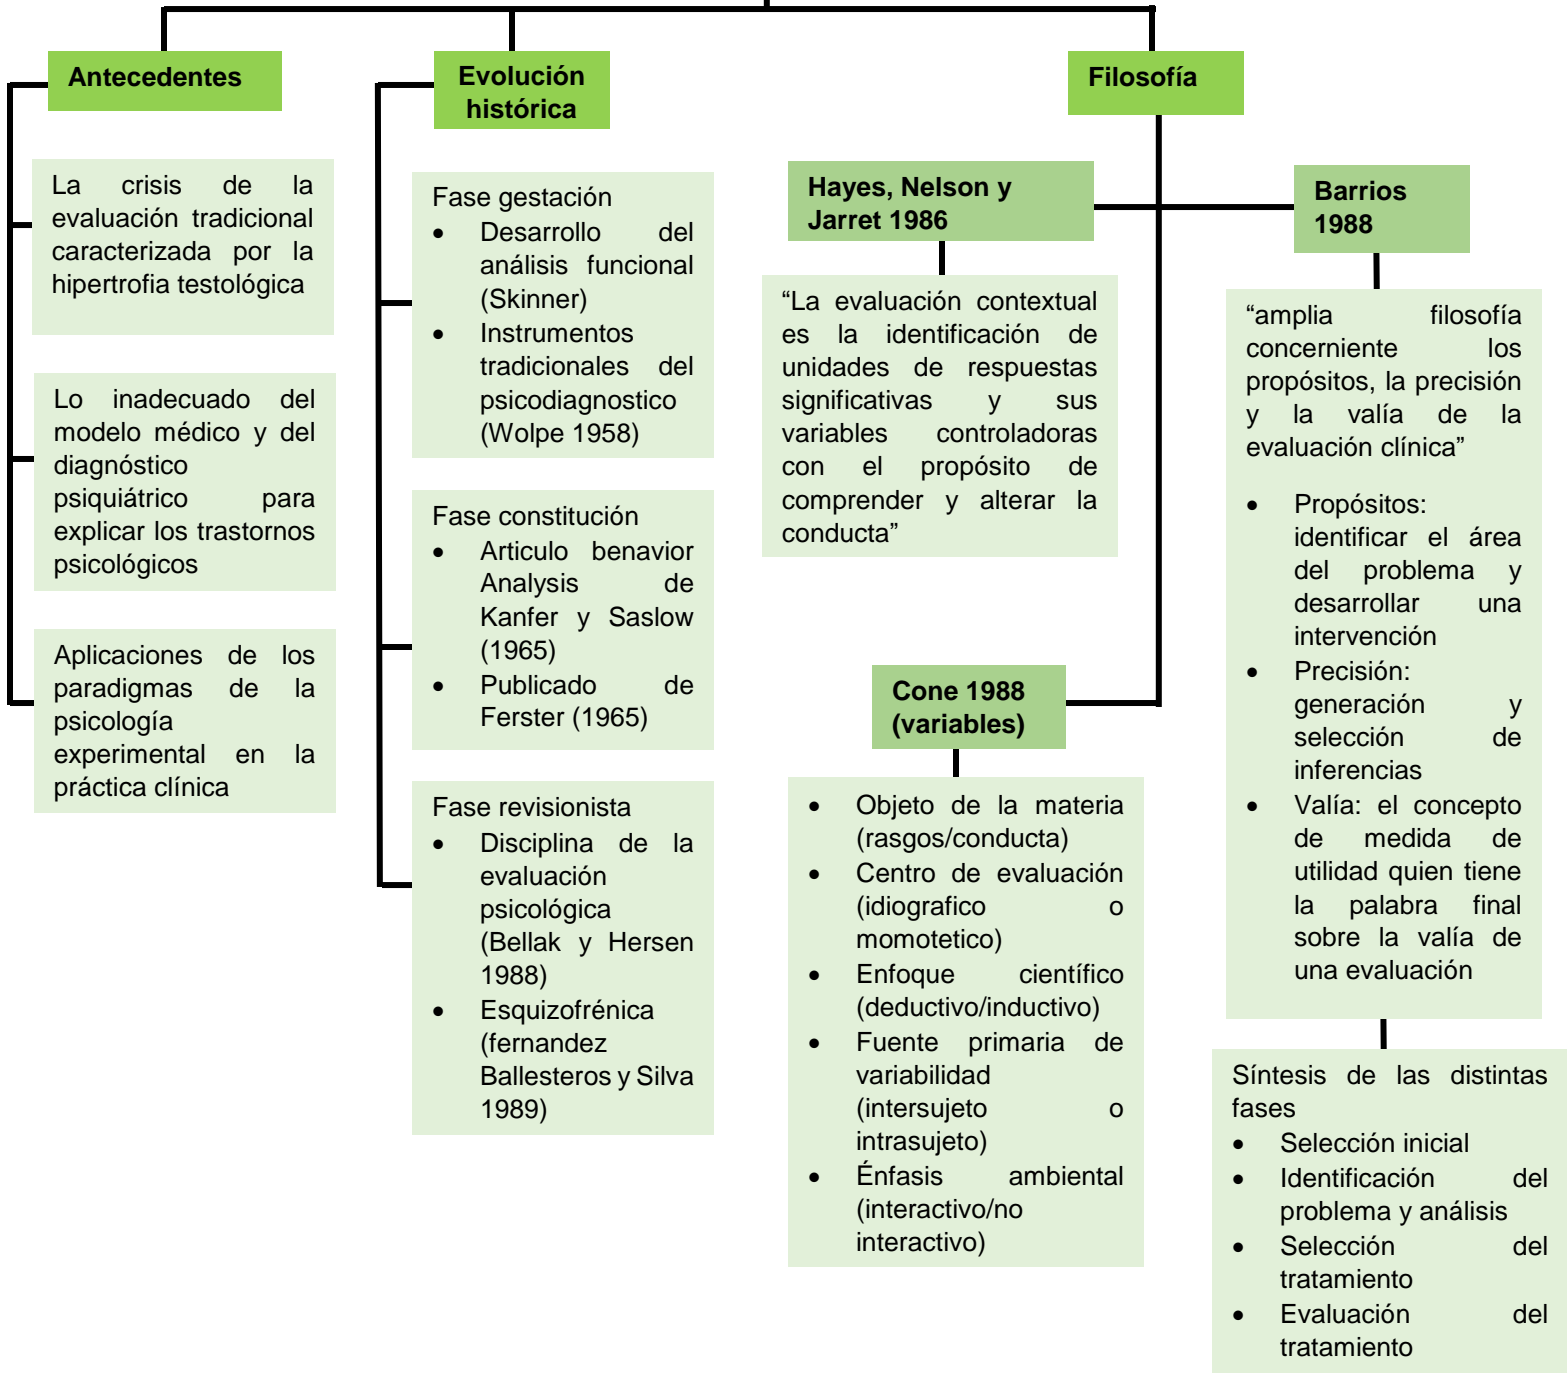 Antecedentes
La crisis de la
evaluación tradicional
caracterizada por la
hipertrofia testológica
Lo inadecuado del
modelo médico y del
diagnóstico
psiquiátrico para
explicar los trastornos
psicológicos
Aplicaciones de los
paradigmas de la
psicología
experimental en la
práctica clínica
Evolución
histórica
Fase gestación
• Desarrollo del
análisis funcional
(Skinner)
• Instrumentos
tradicionales del
psicodiagnostico
(Wolpe 1958)
Fase constitución
• Articulo benavior
Analysis de
Kanfer y Saslow
(1965)
• Publicado de
Ferster (1965)
Fase revisionista
• Disciplina de la
evaluación
psicológica
(Bellak y Hersen
1988)
• Esquizofrénica
(fernandez
Ballesteros y Silva
1989)
Filosofía
Hayes, Nelson y
Jarret 1986
“La evaluación contextual
es la identificación de
unidades de respuestas
significativas y sus
variables controladoras
con el propósito de
comprender y alterar la
conducta”
Cone 1988
(variables)
• Objeto de la materia
(rasgos/conducta)
• Centro de evaluación
(idiografico o
momotetico)
• Enfoque científico
(deductivo/inductivo)
• Fuente primaria de
variabilidad
(intersujeto o
intrasujeto)
• Énfasis ambiental
(interactivo/no
interactivo)
Barrios
1988
“amplia filosofía
concerniente los
propósitos, la precisión
y la valía de la
evaluación clínica”
• Propósitos:
identificar el área
del problema y
desarrollar una
intervención
• Precisión:
generación y
selección de
inferencias
• Valía: el concepto
de medida de
utilidad quien tiene
la palabra final
sobre la valía de
una evaluación
Síntesis de las distintas
fases
• Selección inicial
• Identificación del
problema y análisis
• Selección del
tratamiento
• Evaluación del
tratamiento